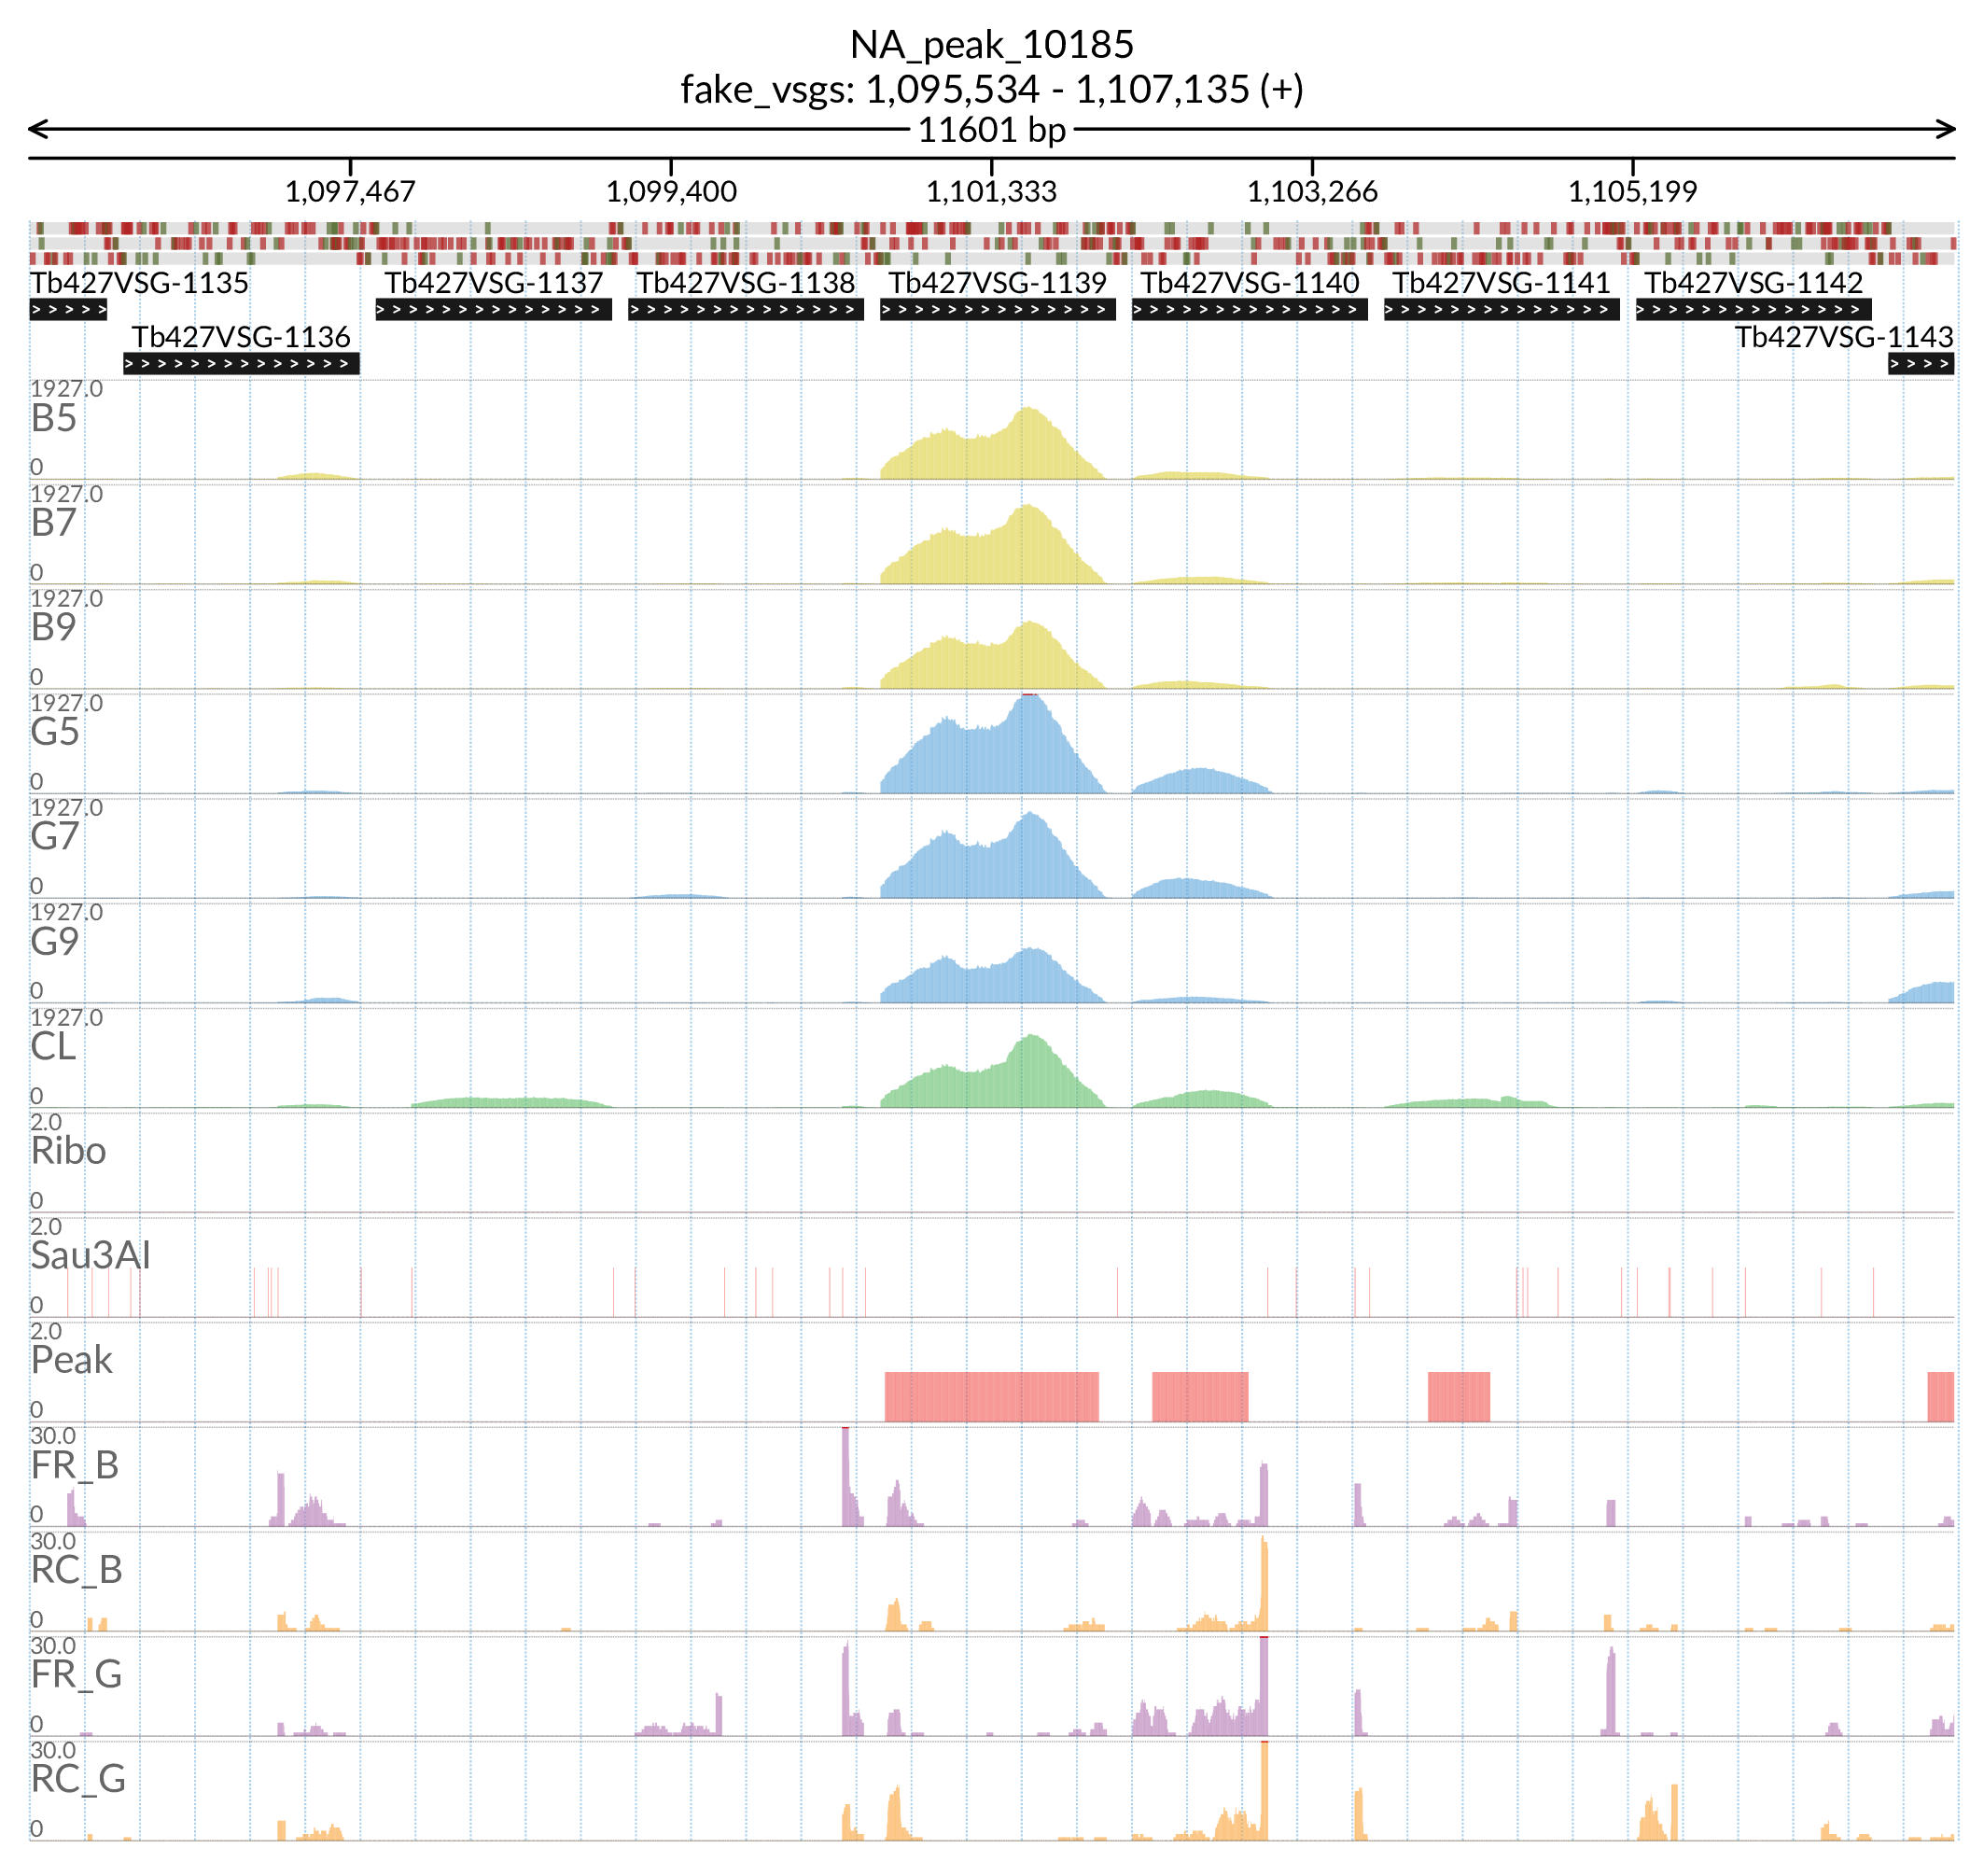 NA_peak_10185
fake_vsgs: 1,095,534 - 1,107,135 (+)
11601 bp
1,097,467 1,099,400 1,101,333 1,103,266 1,105,199
Tb427VSG-1135 Tb427VSG-1137 Tb427VSG-1138 Tb427VSG-1139 Tb427VSG-1140 Tb427VSG-1141 Tb427VSG-1142
Tb427VSG-1136 Tb427VSG-1143
1927.0
B5
0
1927.0
B7
0
1927.0
B9
0
1927.0
G5
0
1927.0
G7
0
1927.0
G9
0
1927.0
CL
0
2.0
Ribo
0
2.0
Sau3AI
0
2.0
Peak
0
30.0
FR_B
0
30.0
RC_B
0
30.0
FR_G
0
30.0
RC_G
0